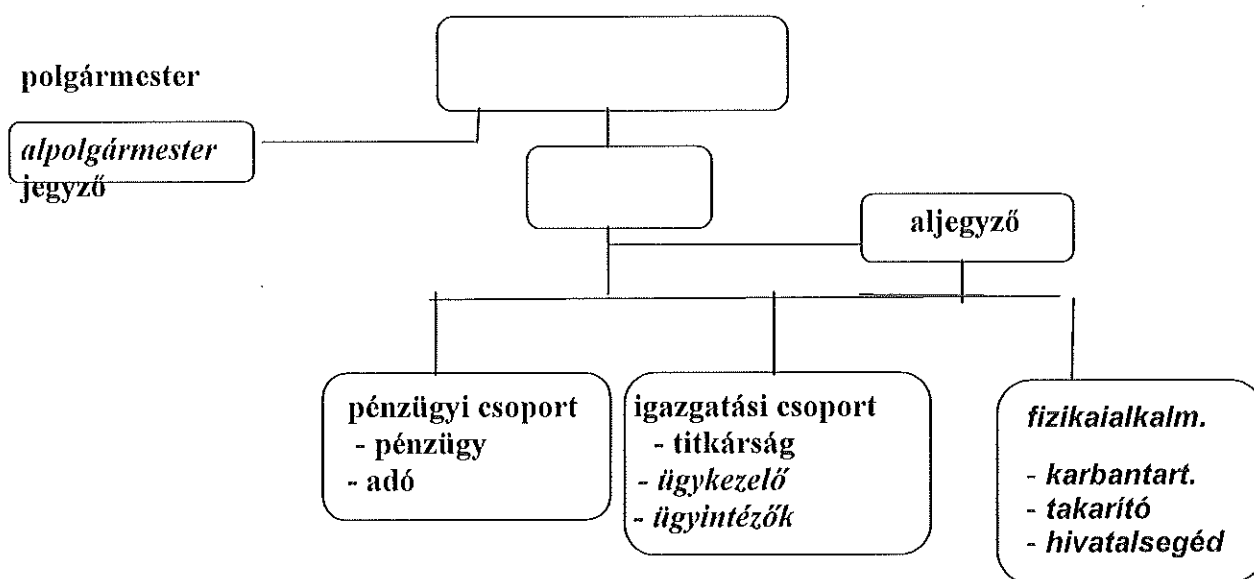 polgármester
alpolgármester
jegyző
aljegyző
pénzügyi csoport
- pénzügy
- adó
igazgatási csoport
- titkárság
- ügykezelő
- ügyintézők
fizikaialkalm.
- karbantart.
- takarító
- hivatalsegéd